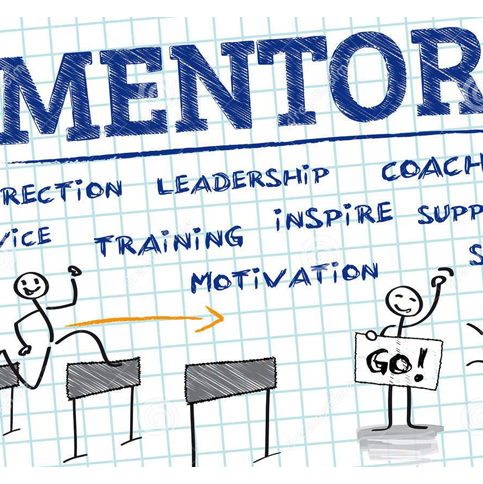 MENTOR
RECTION LEADERSHIP COACH
VICE TRAINING INSPIRE SUPP
MOTIVATION S
GO!